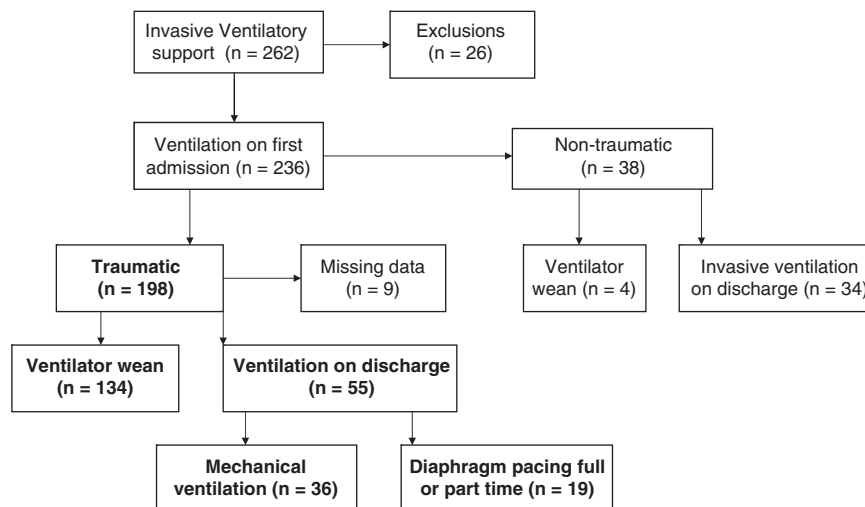 Invasive Ventilatory
support (n = 262)
Exclusions
(n = 26)
Ventilation on first
admission (n = 236)
Non-traumatic
(n = 38)
Traumatic
(n = 198)
Missing data
(n = 9)
Ventilator
wean (n = 4)
Invasive ventilation
on discharge (n = 34)
Ventilator wean
(n = 134)
Ventilation on discharge
(n = 55)
Mechanical
ventilation (n = 36)
Diaphragm pacing full
or part time (n = 19)